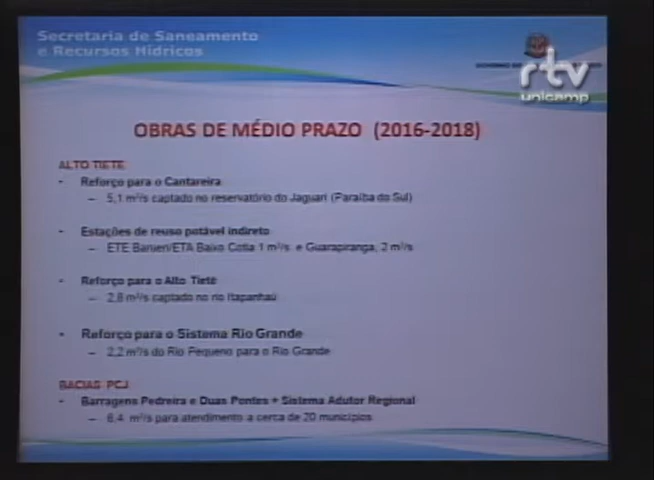 Secretaria de Saneamento
e Recursos Hídricos
rtv
unicamp
OBRAS DE MÉDIO PRAZO (2016-2018)
ALTO TIETE
- Reforço para o Cantareira
– 5,1 m³/s captado no reservatório do Jaguari (Paraíba do Sul)
- Estações de reuso potável indireto
– ETE Barueri/ETA Baixo Cotia 1 m³/s e Guarapiranga, 2 m³/s
- Reforço para o Alto Tietê
– 2,8 m³/s captado no rio Itapanhaú
- Reforço para o Sistema Rio Grande
– 2,2 m³/s do Rio Pequeno para o Rio Grande
BACIAS PCJ
- Barragens Pedreira e Duas Pontes + Sistema Adutor Regional
– 8,4 m³/s para atendimento a cerca de 20 municípios